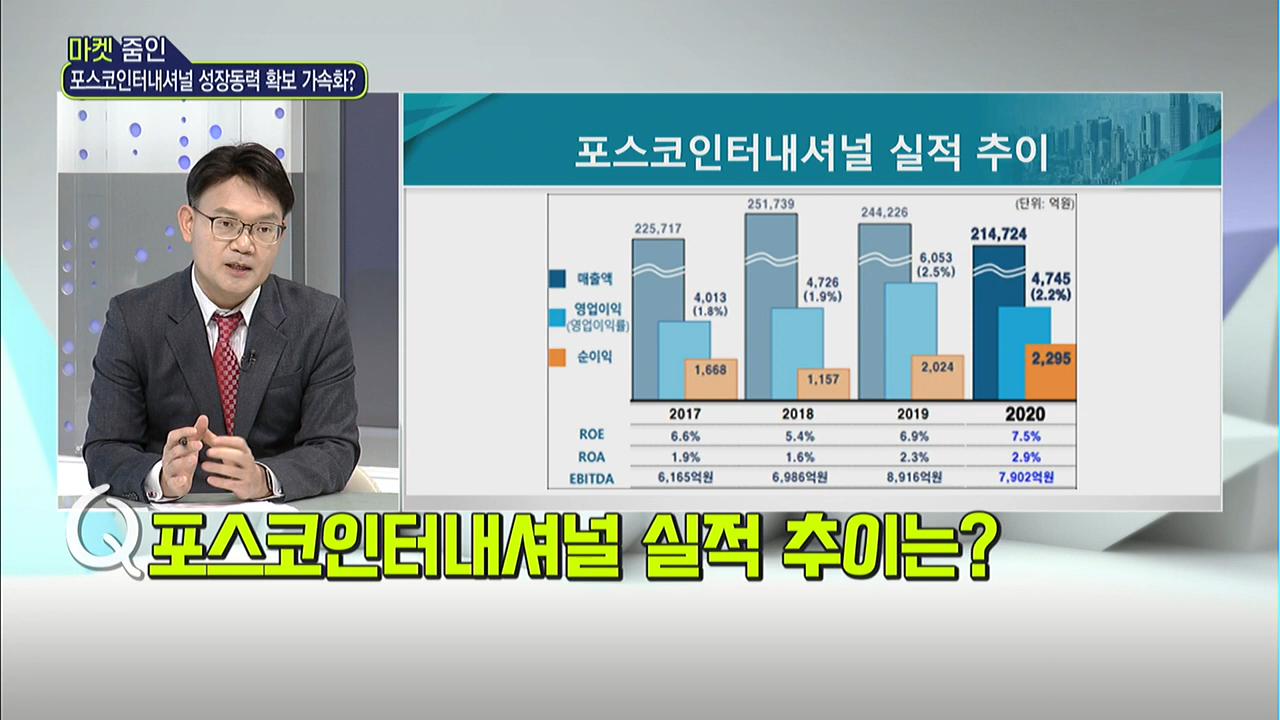 마켓 줌인
포스코인터내셔널 성장동력 확보 가속화?
포스코인터내셔널 실적 추이
(단위: 억원)
225,717
251,739
244,226
214,724
매출액
영업이익
(영업이익률)
순이익
4,013
(1.8%)
4,726
(1.9%)
6,053
(2.5%)
4,745
(2.2%)
1,668
1,157
2,024
2,295
2017 2018 2019 2020
ROE 6.6% 5.4% 6.9% 7.5%
ROA 1.9% 1.6% 2.3% 2.9%
EBITDA 6,165억원 6,986억원 8,916억원 7,902억원
Q 포스코인터내셔널 실적 추이는?